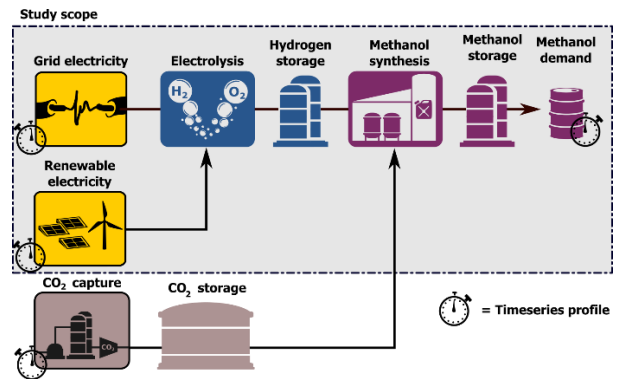 Study scope
Grid electricity
Electrolysis
Hydrogen
storage
Methanol
synthesis
Methanol
storage
Methanol
demand
H₂
O₂
Renewable
electricity
CO₂ capture
CO₂ storage
CO₂
= Timeseries profile